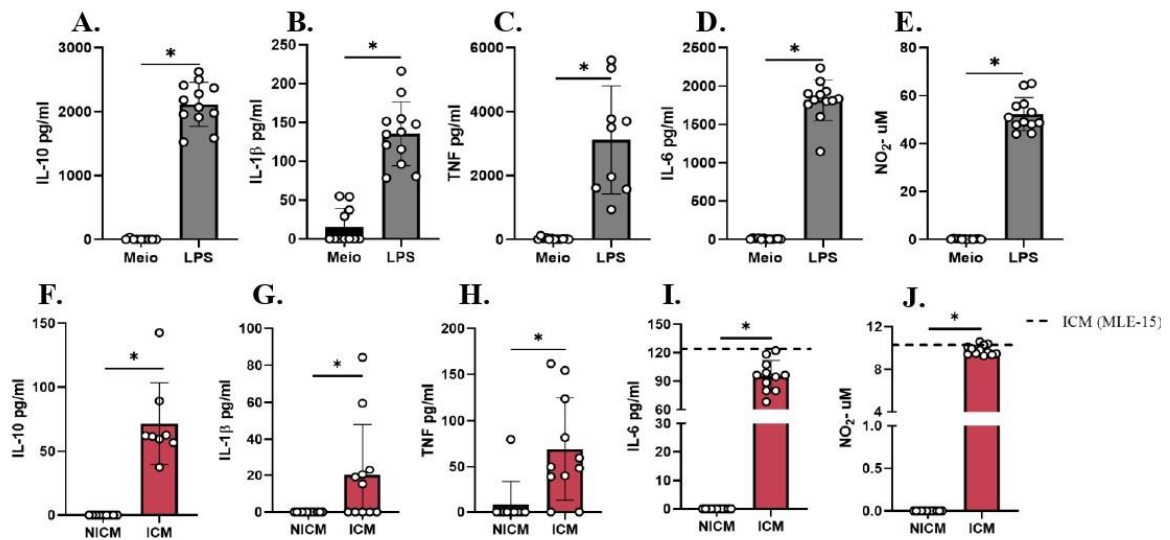 A.
IL-10 pg/ml
3000
2000
1000
0
*
Meio LPS
B.
IL-1β pg/ml
250
200
150
100
50
0
*
Meio LPS
C.
TNF pg/ml
6000
4000
2000
0
*
Meio LPS
D.
IL-6 pg/ml
2500
2000
1500
1000
500
0
*
Meio LPS
E.
NO2- uM
80
60
40
20
0
*
Meio LPS
F.
IL-10 pg/ml
150
100
50
0
*
NICM ICM
G.
IL-1β pg/ml
100
80
60
40
20
0
*
NICM ICM
H.
TNF pg/ml
200
150
100
50
0
*
NICM ICM
I.
IL-6 pg/ml
150
120
90
60
30
20
10
0
*
NICM ICM
J.
NO2- uM
12
10
8
6
4
0.5
0.0
*
NICM ICM
ICM (MLE-15)